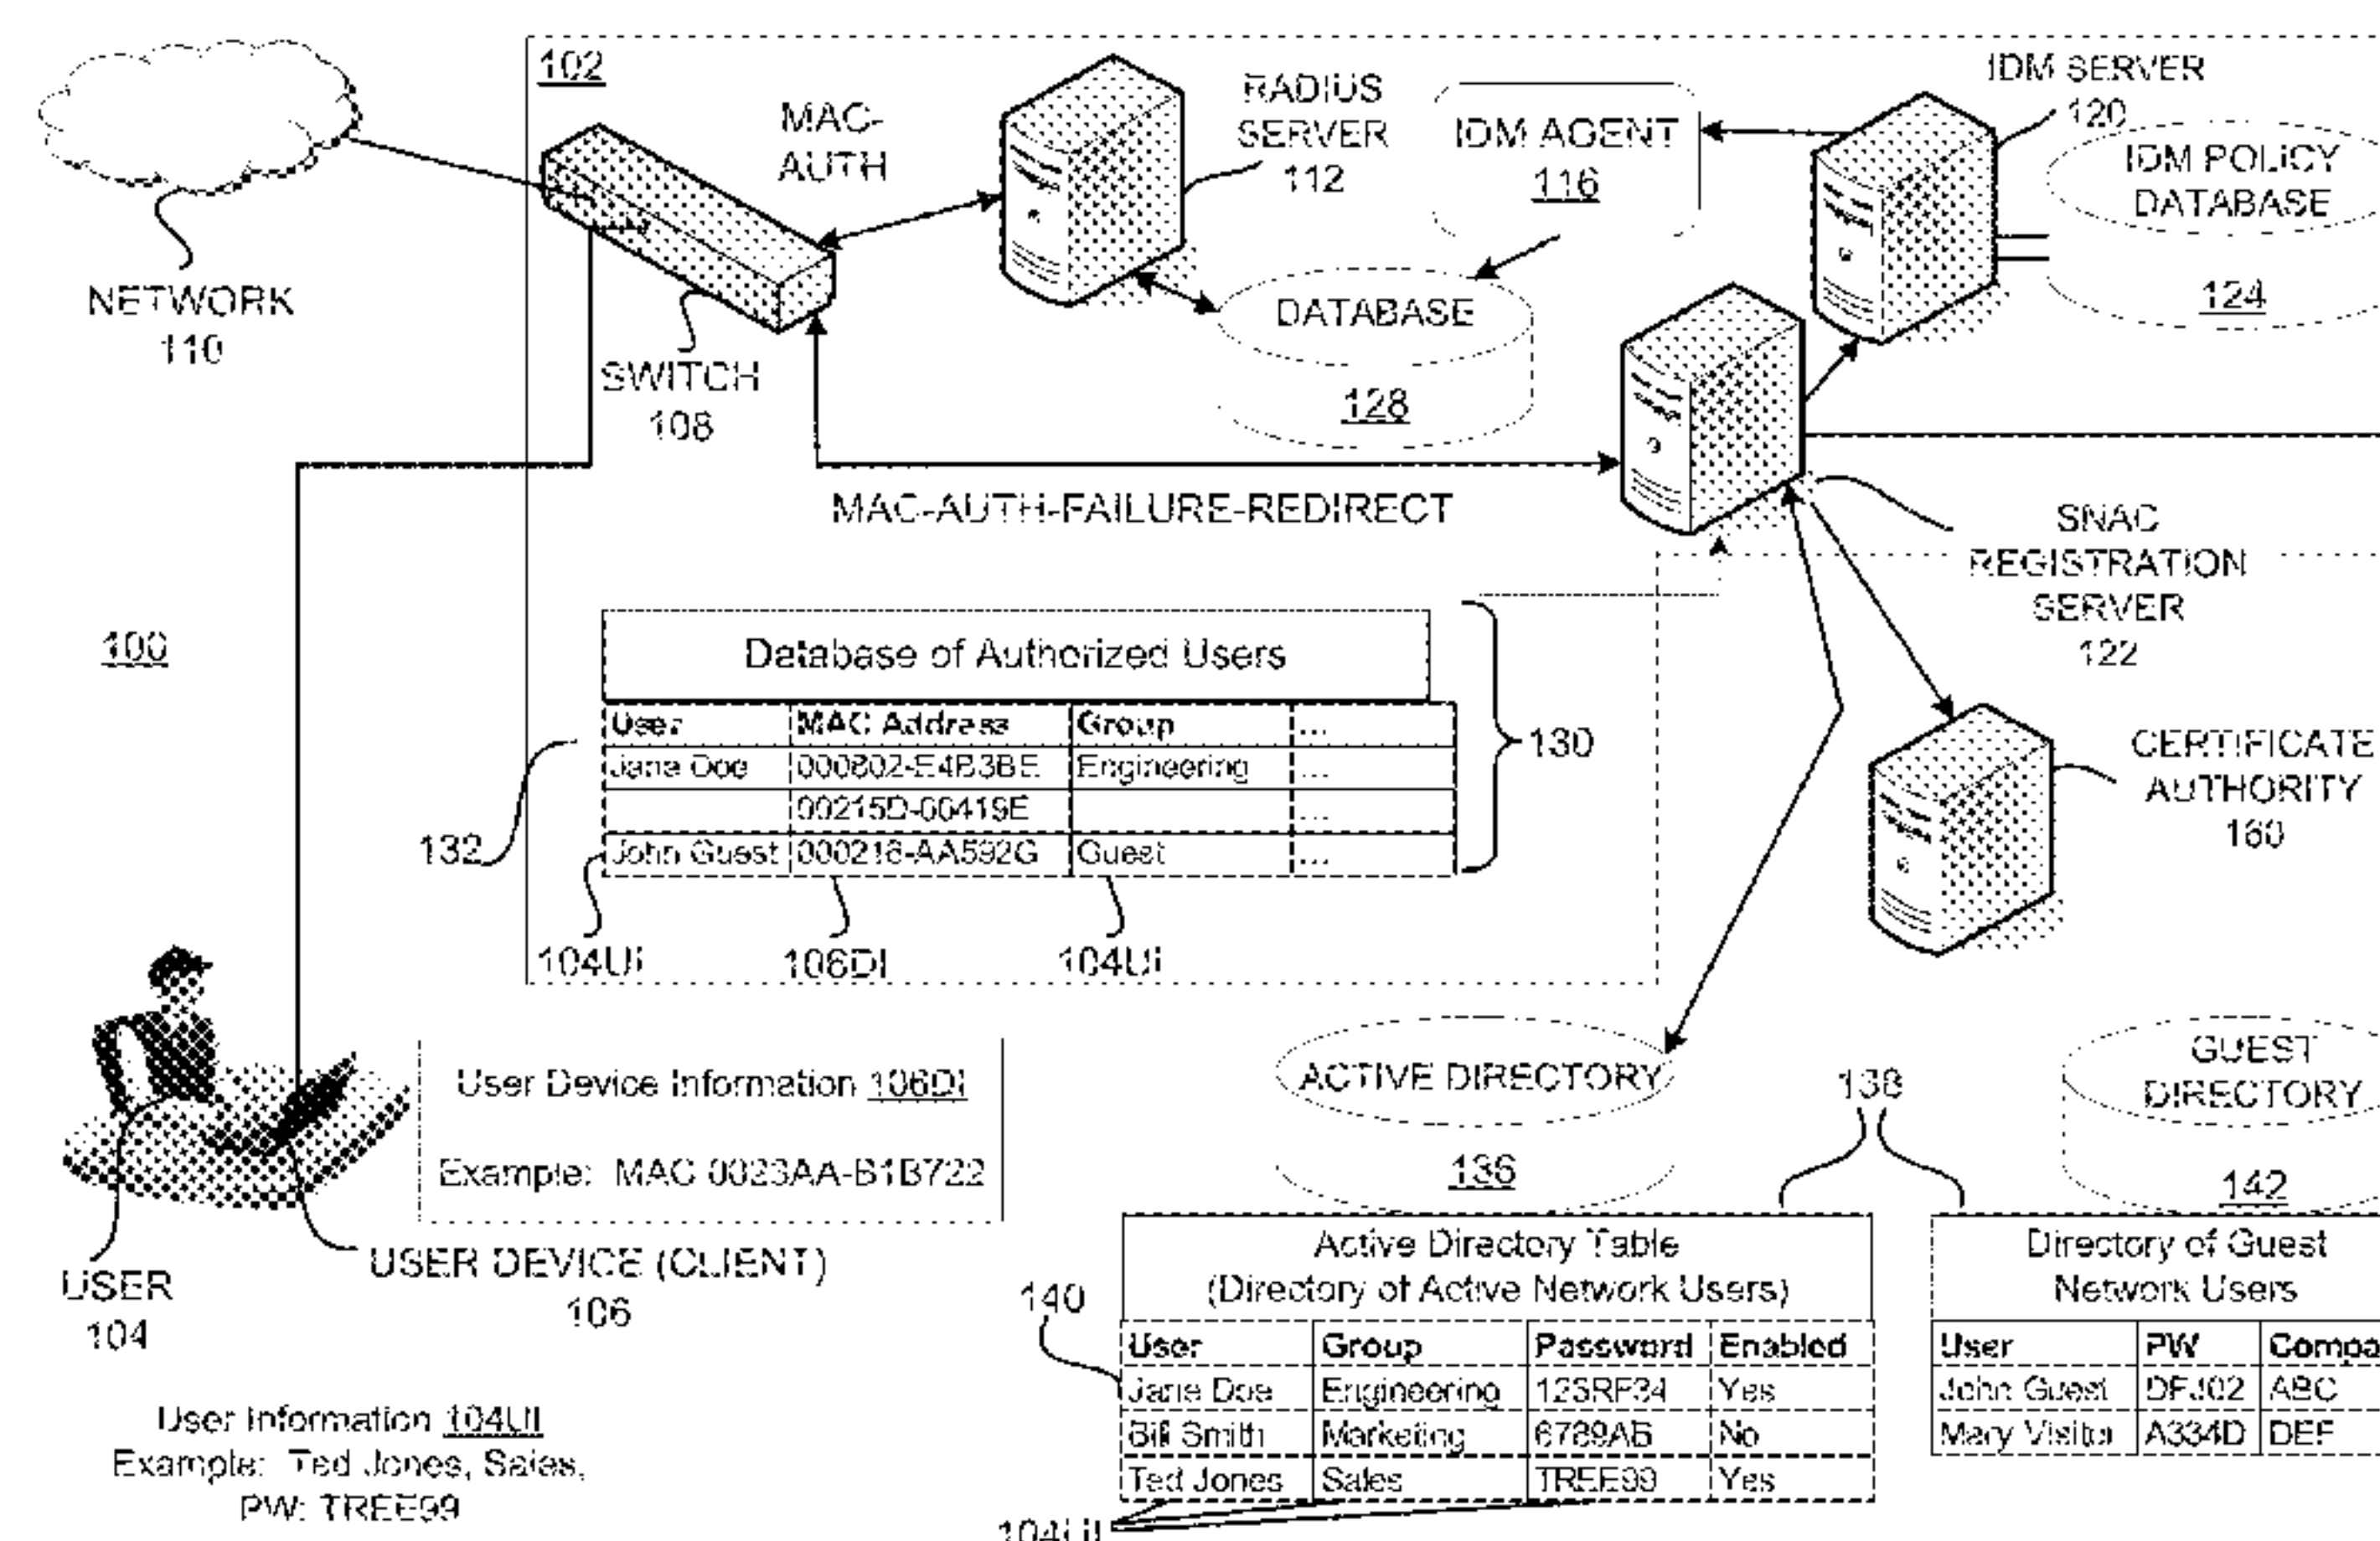 102
MAC-
AUTH
RADIUS
SERVER
112
IDM AGENT
116
IDM SERVER
120
IDM POLICY
DATABASE
124
NETWORK
110
SWITCH
108
DATABASE
128
MAC-AUTH-FAILURE-REDIRECT
SNAC
REGISTRATION
SERVER
122
100
Database of Authorized Users
User MAC Address Group ...
Jane Doe 000802-E4B3BE Engineering ...
00215D-00419E ...
John Guest 000216-AA592G Guest ...
130
132
104UI
106DI
104UI
CERTIFICATE
AUTHORITY
160
User Device Information 106DI
Example: MAC 0023AA-B1B722
ACTIVE DIRECTORY
136
138
GUEST
DIRECTORY
142
USER
104
USER DEVICE (CLIENT)
106
User Information 104UI
Example: Ted Jones, Sales,
PW: TREE99
140
Active Directory Table
(Directory of Active Network Users)
User Group Password Enabled
Jane Doe Engineering 123RF34 Yes
Bill Smith Marketing 6789AB No
Ted Jones Sales TREE99 Yes
104UI
Directory of Guest
Network Users
User PW Compa
John Guest DFJ02 ABC
Mary Visitor A334D DEF